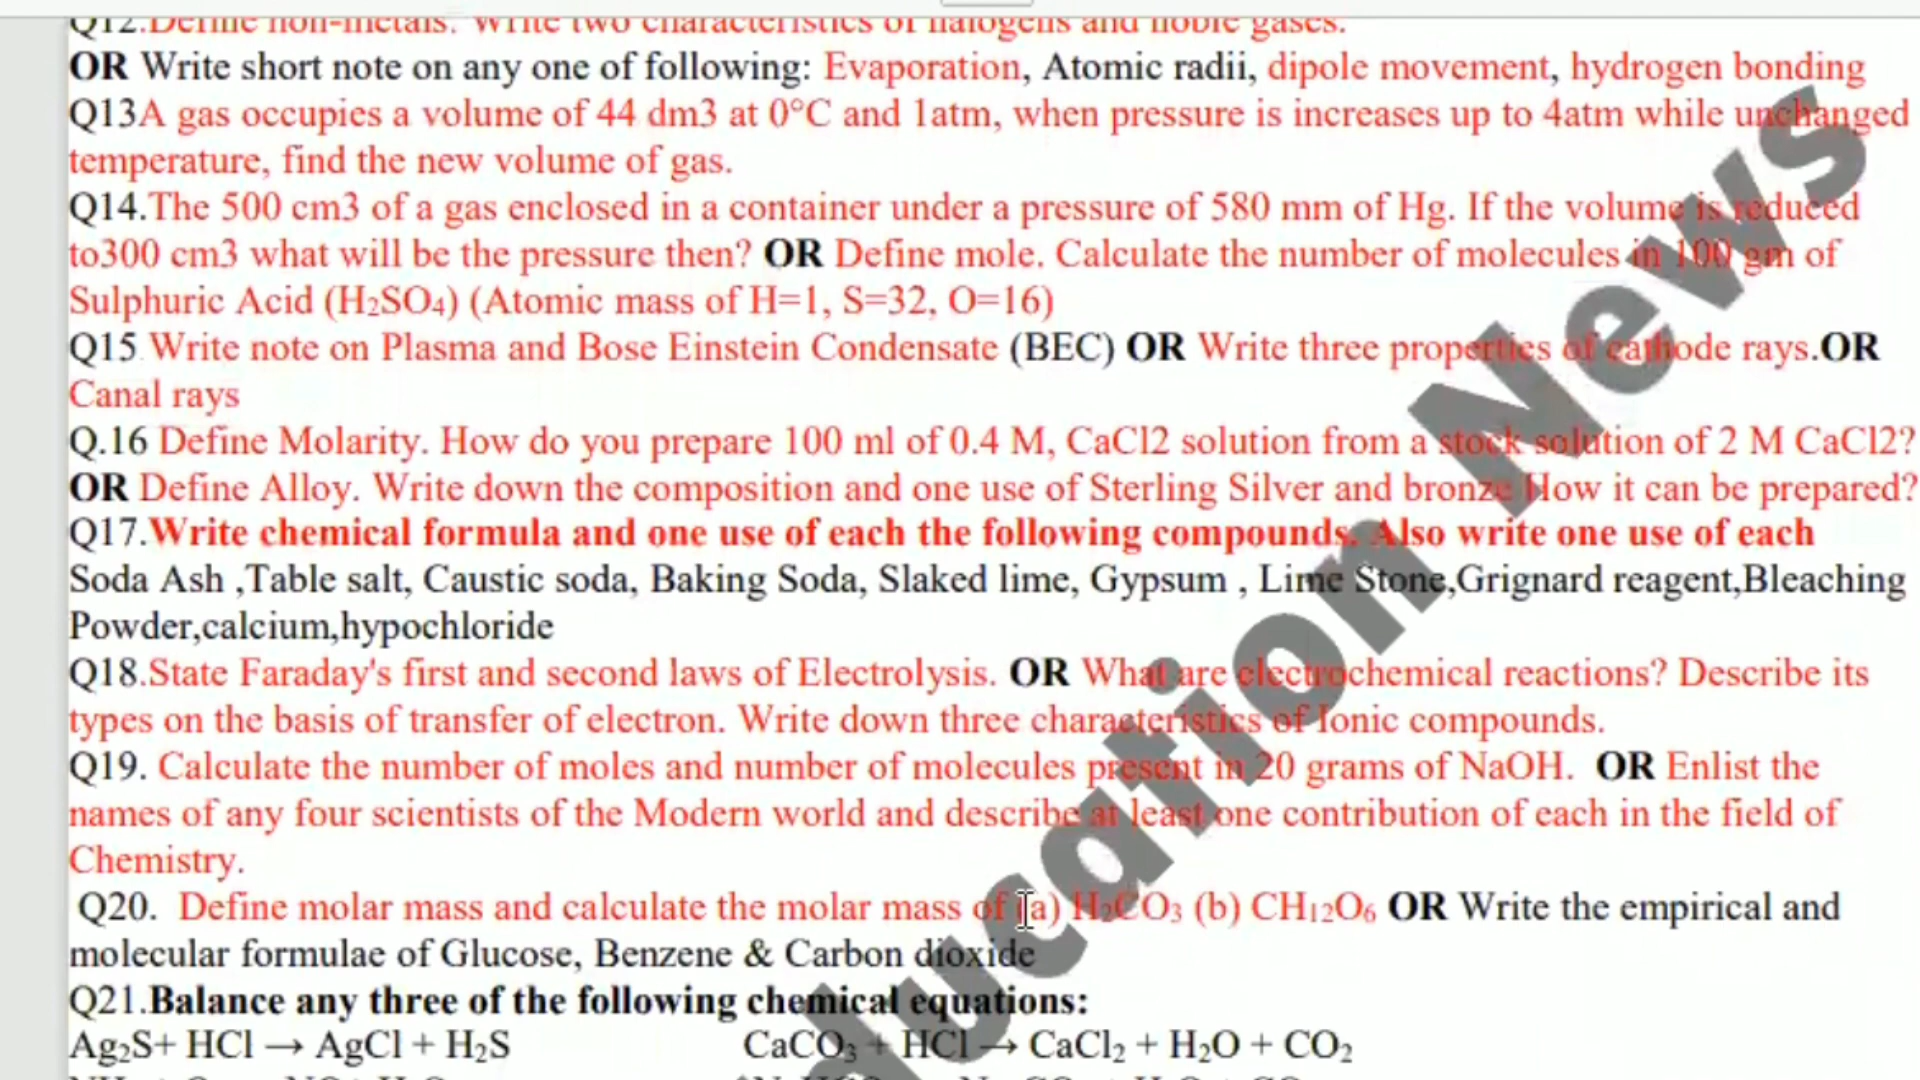 Q12.Define non-metals. Write two characteristics of halogens and noble gases.
OR Write short note on any one of following: Evaporation, Atomic radii, dipole movement, hydrogen bonding
Q13A gas occupies a volume of 44 dm3 at 0°C and 1atm, when pressure is increases up to 4atm while unchanged
temperature, find the new volume of gas.
Q14.The 500 cm3 of a gas enclosed in a container under a pressure of 580 mm of Hg. If the volume is reduced
to300 cm3 what will be the pressure then? OR Define mole. Calculate the number of molecules in 100 gm of
Sulphuric Acid (H₂SO₄) (Atomic mass of H=1, S=32, O=16)
Q15 Write note on Plasma and Bose Einstein Condensate (BEC) OR Write three properties of cathode rays.OR
Canal rays
Q.16 Define Molarity. How do you prepare 100 ml of 0.4 M, CaCl2 solution from a stock solution of 2 M CaCl2?
OR Define Alloy. Write down the composition and one use of Sterling Silver and bronze How it can be prepared?
Q17.Write chemical formula and one use of each the following compounds. Also write one use of each
Soda Ash ,Table salt, Caustic soda, Baking Soda, Slaked lime, Gypsum , Lime Stone,Grignard reagent,Bleaching
Powder,calcium,hypochloride
Q18.State Faraday's first and second laws of Electrolysis. OR What are electrochemical reactions? Describe its
types on the basis of transfer of electron. Write down three characteristics of Ionic compounds.
Q19. Calculate the number of moles and number of molecules present in 20 grams of NaOH. OR Enlist the
names of any four scientists of the Modern world and describe at least one contribution of each in the field of
Chemistry.
Q20. Define molar mass and calculate the molar mass of (a) H₂CO₃ (b) CH₁₂O₆ OR Write the empirical and
molecular formulae of Glucose, Benzene & Carbon dioxide
Q21.Balance any three of the following chemical equations:
Ag₂S+ HCl → AgCl + H₂S CaCO₃ + HCl → CaCl₂ + H₂O + CO₂
ducation News